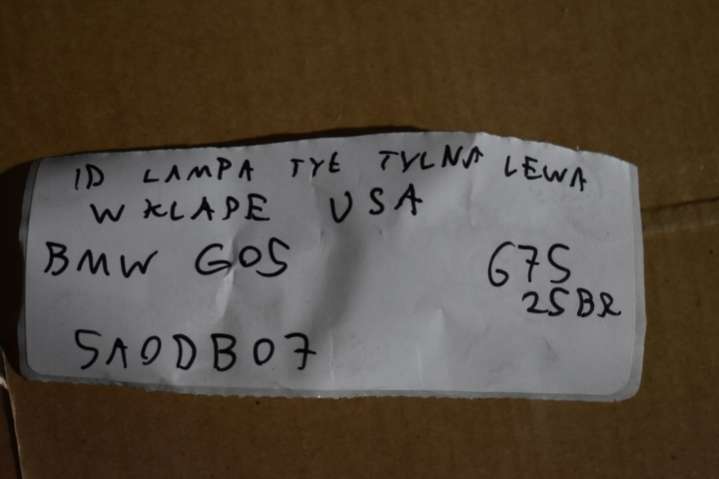 ID LAMPA TYŁ TYLNA LEWA
W KLAPE USA
BMW G05
675
25BR
5A0DB07